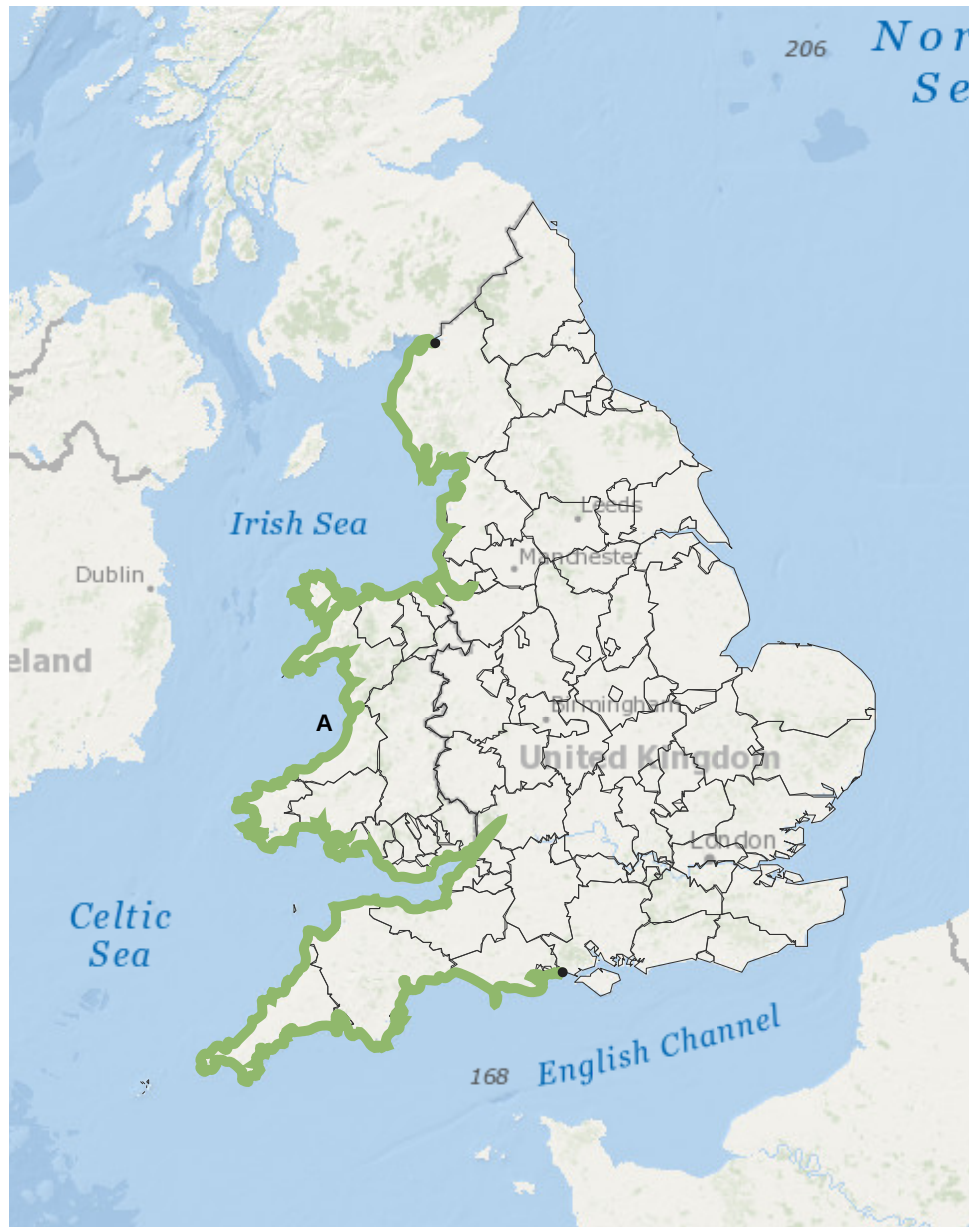 206
Nor
Se
Leeds
Irish Sea
Manchester
Dublin
eland
Birmingham
A
United Kingdom
London
Celtic
Sea
English Channel
168